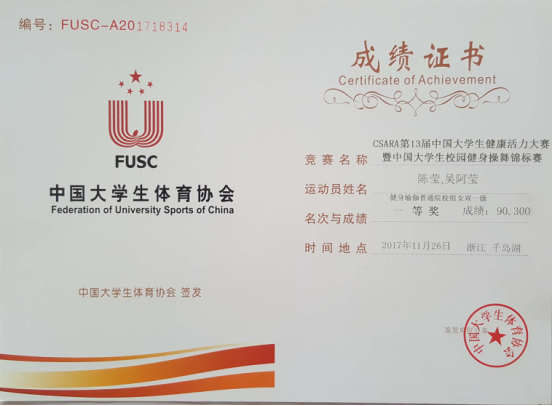 编号：FUSC-A201718314
FUSC
中国大学生体育协会
Federation of University Sports of China
中国大学生体育协会 签发
成绩证书
Certificate of Achievement
CSARA第13届中国大学生健康活力大赛
竞赛名称 暨中国大学生校园健身操舞锦标赛
运动员姓名 陈莹,吴阿莹
健身瑜伽普通院校组女双一级
名次与成绩 一等奖 成绩：90.300
时间地点 2017年11月26日 浙江 千岛湖
中国大学生体育协会